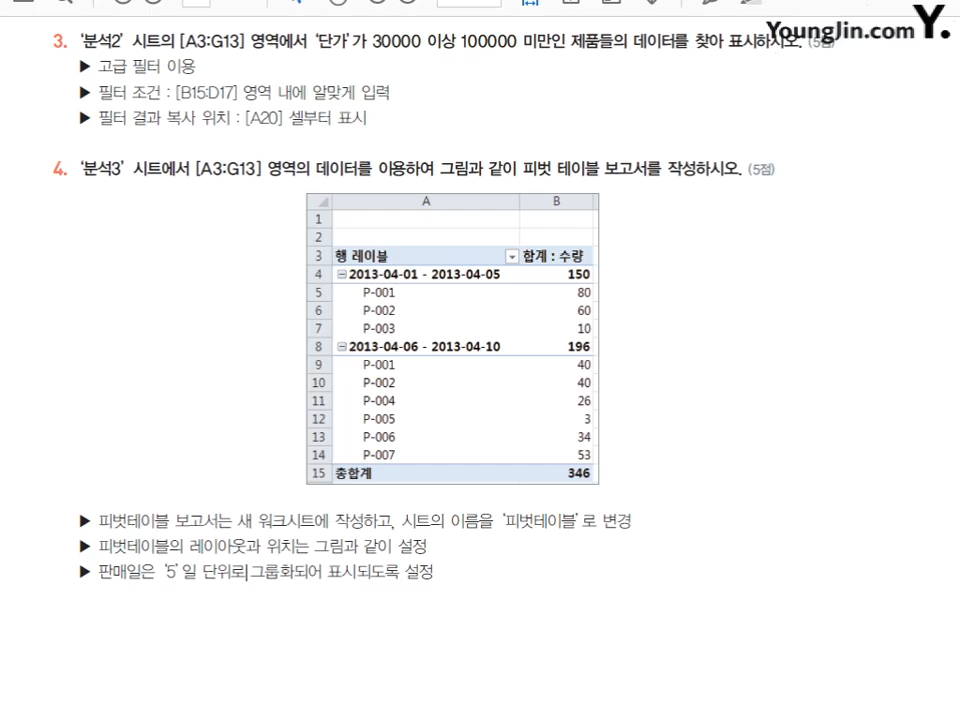 YoungJin.com Y.
3. ‘분석2’ 시트의 [A3:G13] 영역에서 ‘단가’가 30000 이상 100000 미만인 제품들의 데이터를 찾아 표시하시오. (5점)
▶ 고급 필터 이용
▶ 필터 조건 : [B15:D17] 영역 내에 알맞게 입력
▶ 필터 결과 복사 위치 : [A20] 셀부터 표시
4. ‘분석3’ 시트에서 [A3:G13] 영역의 데이터를 이용하여 그림과 같이 피벗 테이블 보고서를 작성하시오. (5점)
A B
1
2
3 행 레이블 합계 : 수량
4 2013-04-01 - 2013-04-05 150
5 P-001 80
6 P-002 60
7 P-003 10
8 2013-04-06 - 2013-04-10 196
9 P-001 40
10 P-002 40
11 P-004 26
12 P-005 3
13 P-006 34
14 P-007 53
15 총합계 346
▶ 피벗테이블 보고서는 새 워크시트에 작성하고, 시트의 이름을 ‘피벗테이블’로 변경
▶ 피벗테이블의 레이아웃과 위치는 그림과 같이 설정
▶ 판매일은 ‘5’일 단위로 그룹화되어 표시되도록 설정